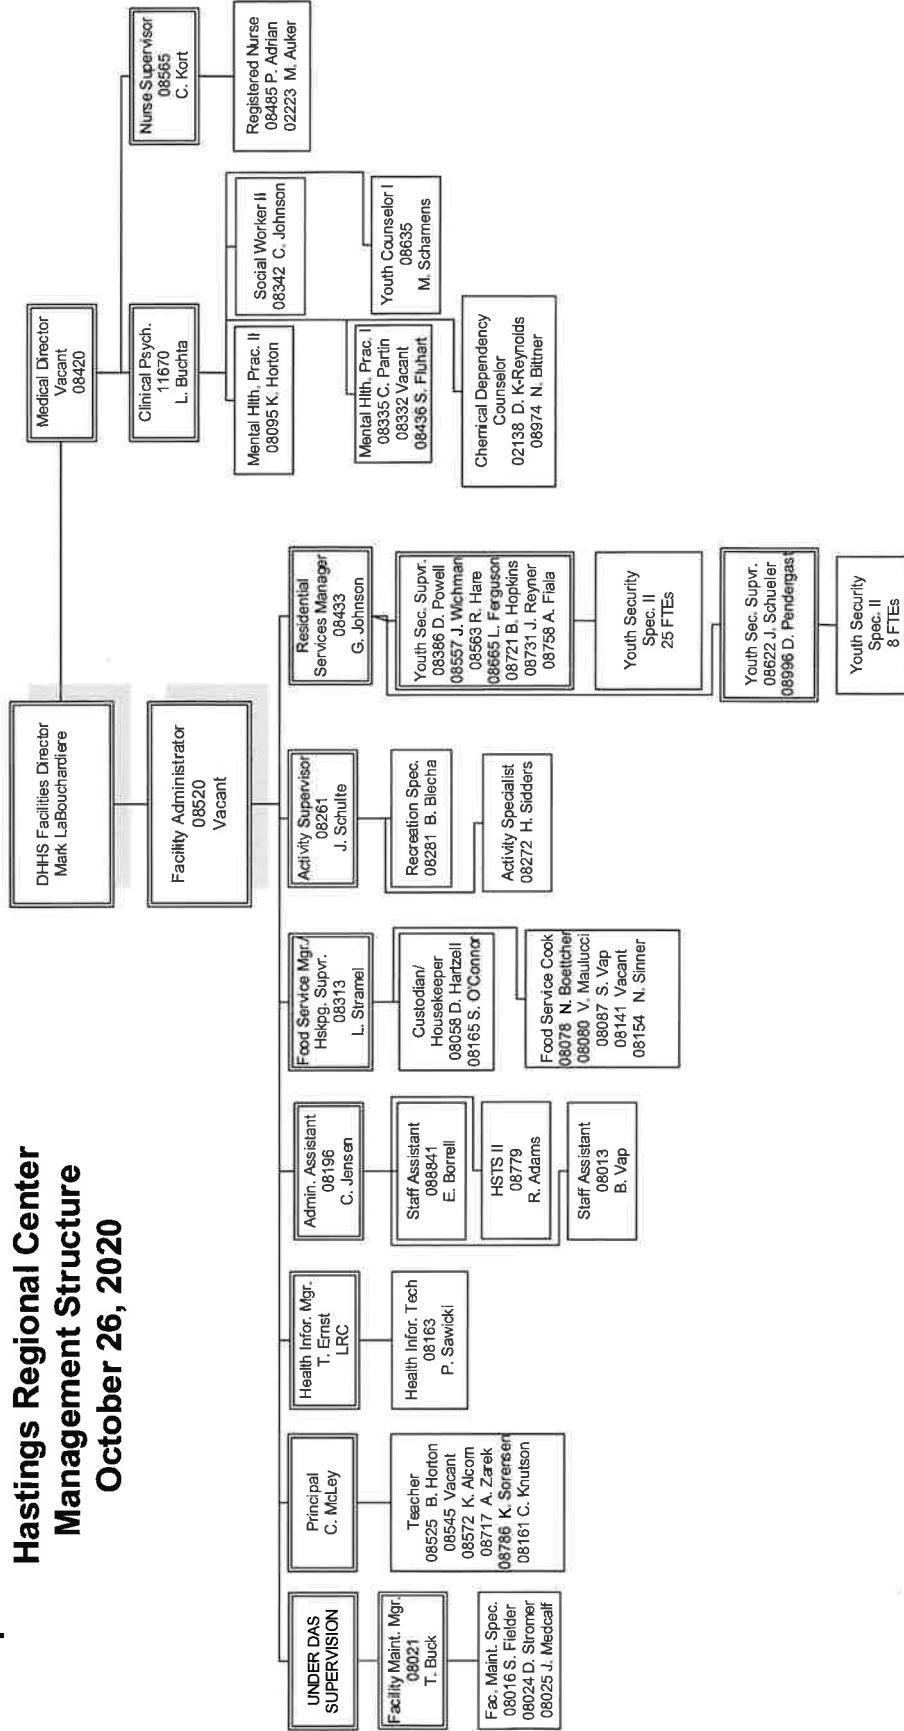 Hastings Regional Center
Management Structure
October 26, 2020
DHHS Facilities Director
Mark LaBouchardiere
Facility Administrator
08520
Vacant
Medical Director
Vacant
08420
Clinical Psych.
11670
L. Buchta
Nurse Supervisor
08565
C. Kort
Registered Nurse
08485 P. Adrian
02223 M. Auker
Mental Hlth. Prac. II
08095 K. Horton
Social Worker II
08342 C. Johnson
Mental Hlth. Prac. I
08335 C. Partin
08332 Vacant
08436 S. Fluhart
Youth Counselor I
08635
M. Schamens
Chemical Dependency
Counselor
02138 D. K-Reynolds
08974 N. Bittner
UNDER DAS
SUPERVISION
Facility Maint. Mgr.
08021
T. Buck
Fac. Maint. Spec.
08016 S. Fielder
08024 D. Stromer
08025 J. Medcalf
Principal
C. McLey
Teacher
08525 B. Horton
08545 Vacant
08572 K. Alcorn
08717 A. Zarek
08786 K. Sorensen
08161 C. Knutson
Health Infor. Mgr.
T. Ernst
LRC
Health Infor. Tech
08163
P. Sawicki
Admin. Assistant
08196
C. Jensen
Staff Assistant
088841
E. Borrell
HSTS II
08779
R. Adams
Staff Assistant
08013
B. Vap
Food Service Mgr./
Hskpg. Supvr.
08313
L. Stramel
Custodian/
Housekeeper
08058 D. Hartzell
08165 S. O'Connor
Food Service Cook
08078 N. Boettcher
08080 V. Maulucci
08087 S. Vap
08141 Vacant
08154 N. Sinner
Activity Supervisor
08261
J. Schulte
Recreation Spec.
08281 B. Blecha
Activity Specialist
08272 H. Sidders
Residential
Services Manager
08433
G. Johnson
Youth Sec. Supvr.
08386 D. Powell
08557 J. Wichman
08563 R. Hare
08665 L. Ferguson
08721 B. Hopkins
08731 J. Reyner
08758 A. Fiala
Youth Security
Spec. II
25 FTEs
Youth Sec. Supvr.
08622 J. Schueler
08996 D. Pendergast
Youth Security
Spec. II
8 FTEs